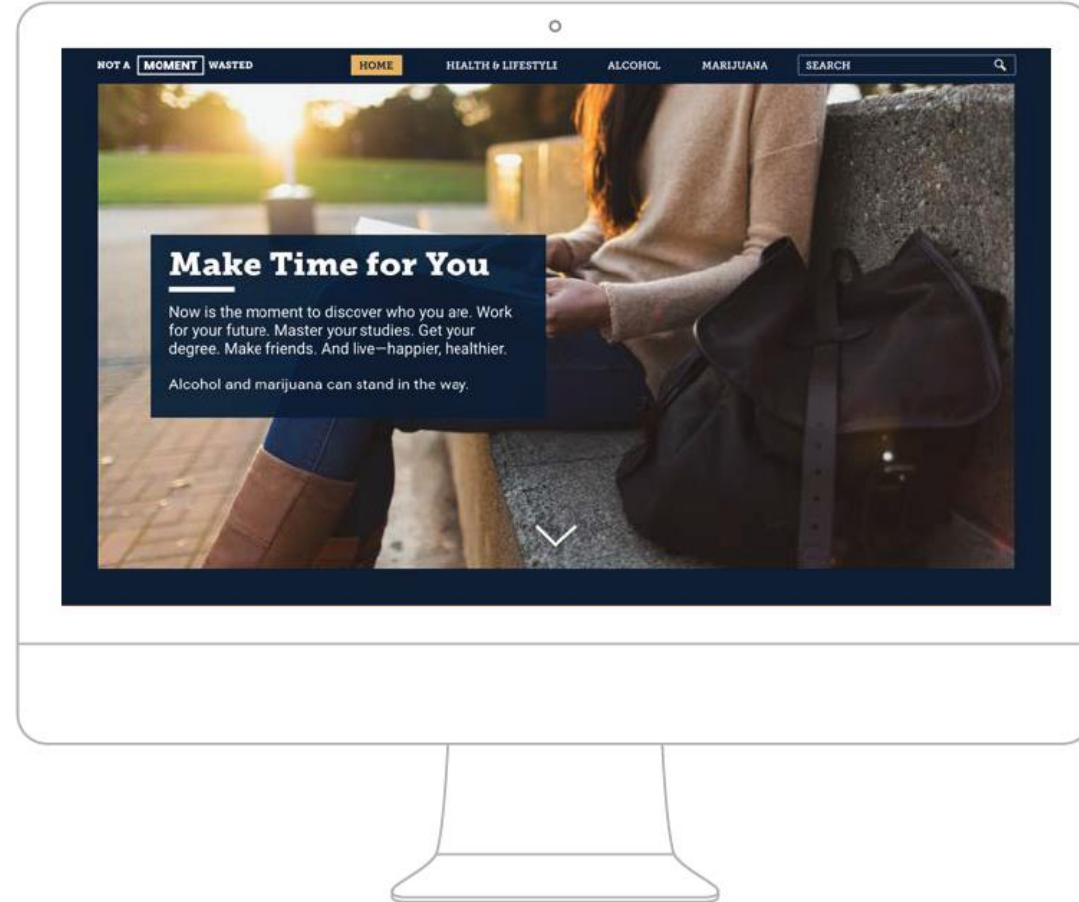 NOT A MOMENT WASTED
HOME
HEALTH & LIFESTYLE
ALCOHOL
MARIJUANA
SEARCH
Make Time for You
Now is the moment to discover who you are. Work
for your future. Master your studies. Get your
degree. Make friends. And live—happier, healthier.
Alcohol and marijuana can stand in the way.